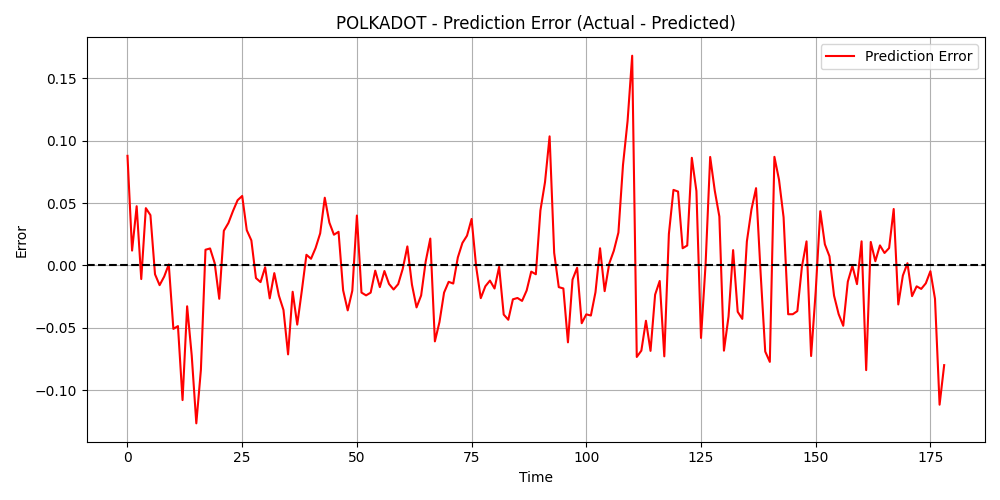 POLKADOT - Prediction Error (Actual - Predicted)
Prediction Error
Error
0.15
0.10
0.05
0.00
−0.05
−0.10
0 25 50 75 100 125 150 175
Time